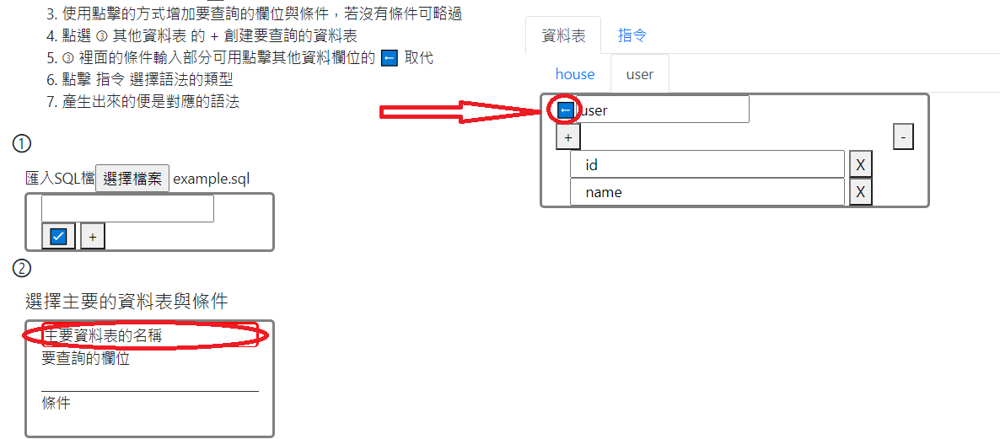 3. 使用點擊的方式增加要查詢的欄位與條件，若沒有條件可略過
4. 點選 ③ 其他資料表 的 + 創建要查詢的資料表
5. ③ 裡面的條件輸入部分可用點擊其他資料欄位的 ← 取代
6. 點擊 指令 選擇語法的類型
7. 產生出來的便是對應的語法
①
匯入SQL檔 選擇檔案 example.sql
+
②
選擇主要的資料表與條件
主要資料表的名稱
要查詢的欄位
條件
資料表 指令
house user
← user
+ -
id X
name X